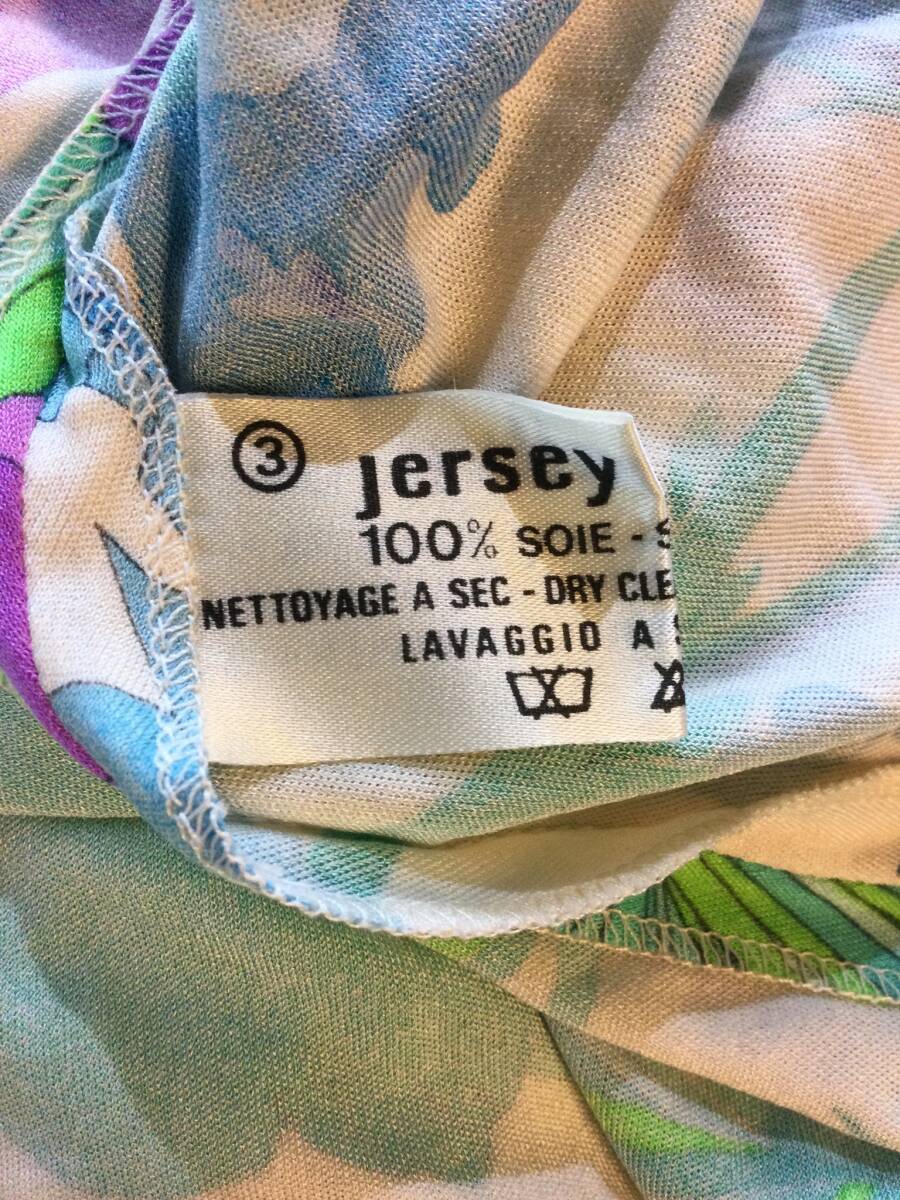 3 jersey
100% SOIE -
NETTOYAGE A SEC - DRY CLE
LAVAGGIO A